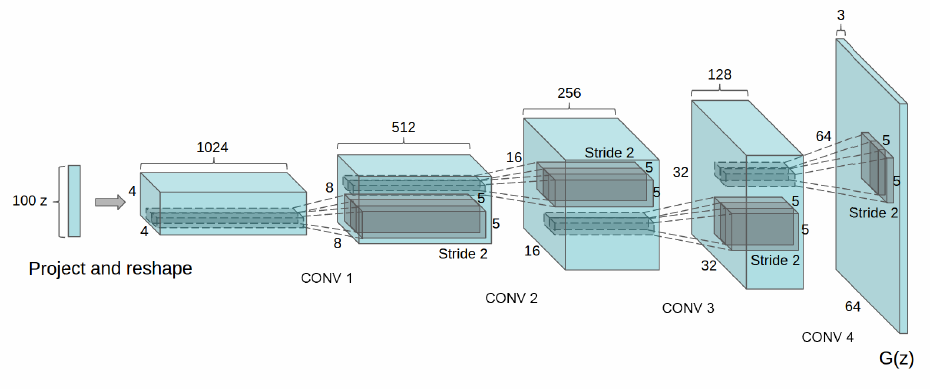 100 z
Project and reshape
4
4
1024
CONV 1
8
8
512
5
5
Stride 2
CONV 2
16
16
256
Stride 2
5
5
CONV 3
32
32
128
5
5
Stride 2
CONV 4
64
64
3
5
5
Stride 2
G(z)